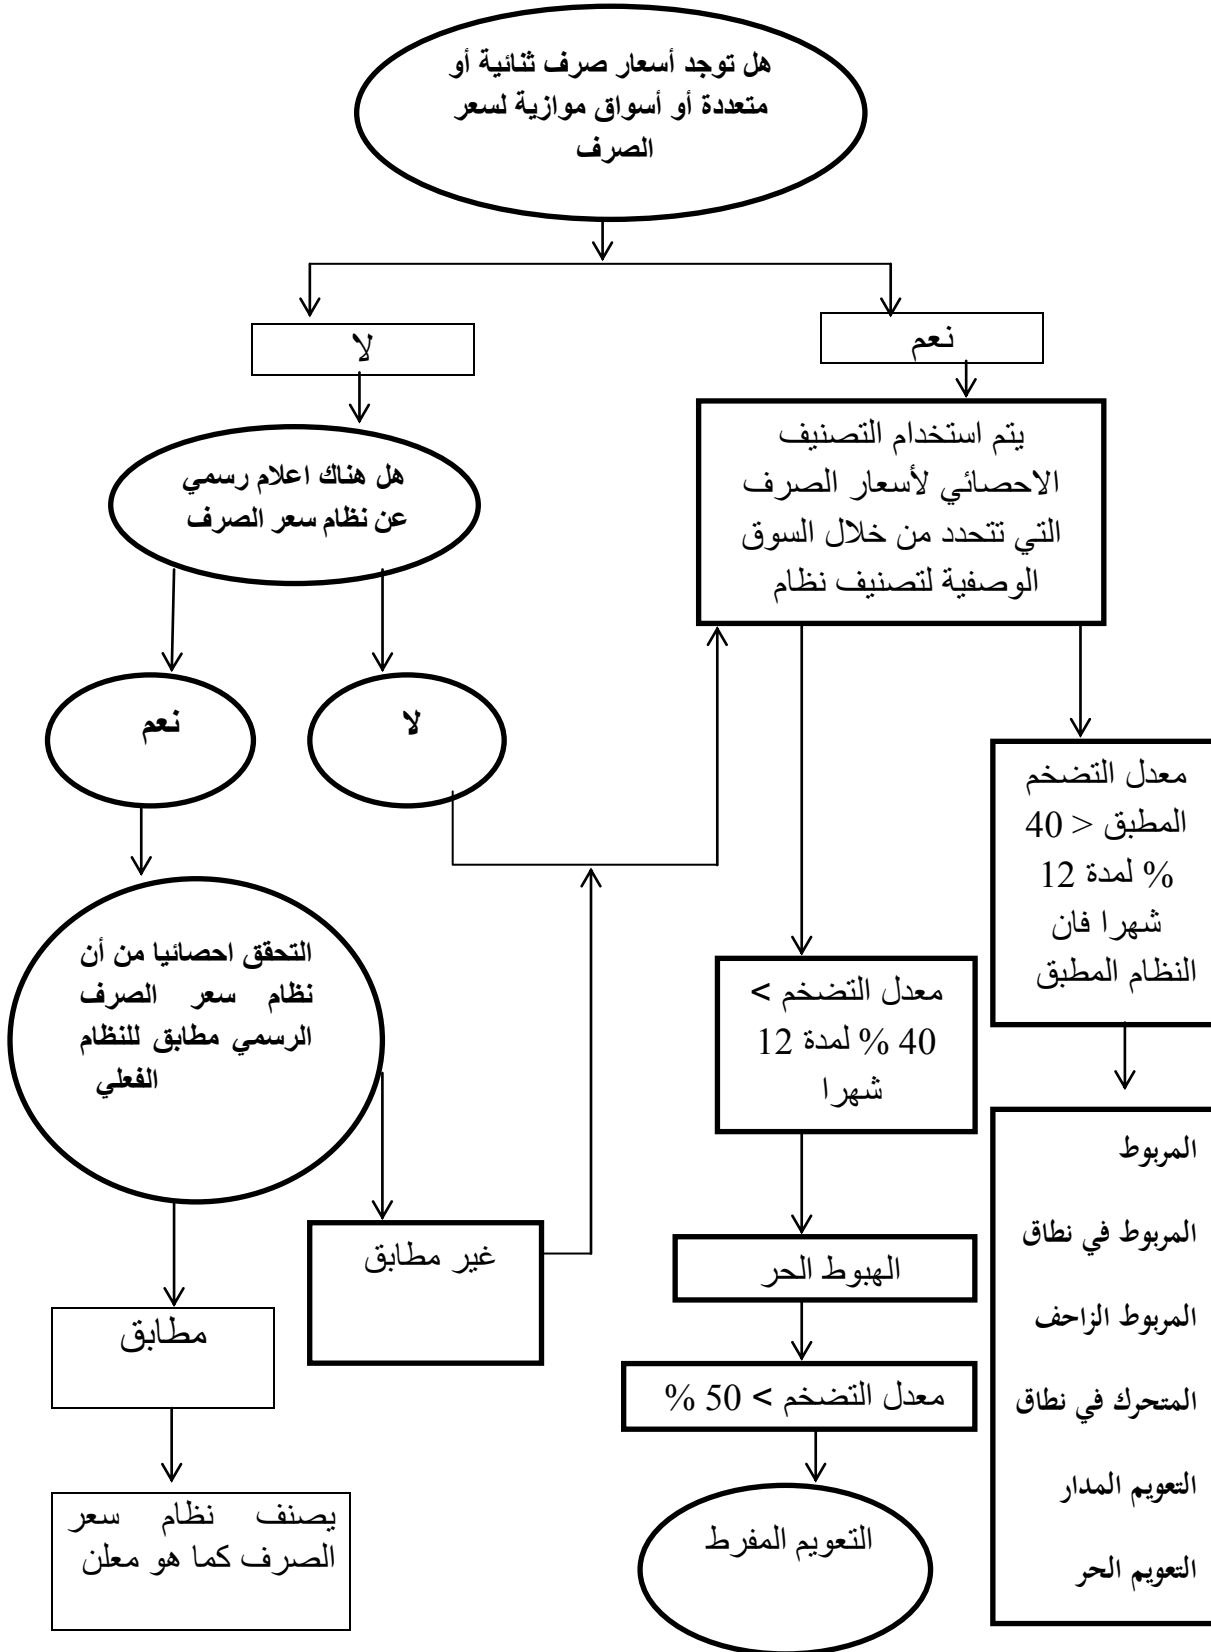 هل توجد أسعار صرف ثنائية أو
متعددة أو أسواق موازية لسعر
الصرف
نعم
لا
يتم استخدام التصنيف
الاحصائي لأسعار الصرف
التي تتحدد من خلال السوق
الوصفية لتصنيف نظام
هل هناك اعلام رسمي
عن نظام سعر الصرف
لا
نعم
معدل التضخم
المطبق < 40
% لمدة 12
شهرا فان
النظام المطبق
معدل التضخم >
40 % لمدة 12
شهرا
التحقق احصائيا من أن
نظام سعر الصرف
الرسمي مطابق للنظام
الفعلي
المربوط
المربوط في نطاق
المربوط الزاحف
المتحرك في نطاق
التعويم المدار
التعويم الحر
الهبوط الحر
غير مطابق
مطابق
معدل التضخم > 50 %
يصنف نظام سعر
الصرف كما هو معلن
التعويم المفرط